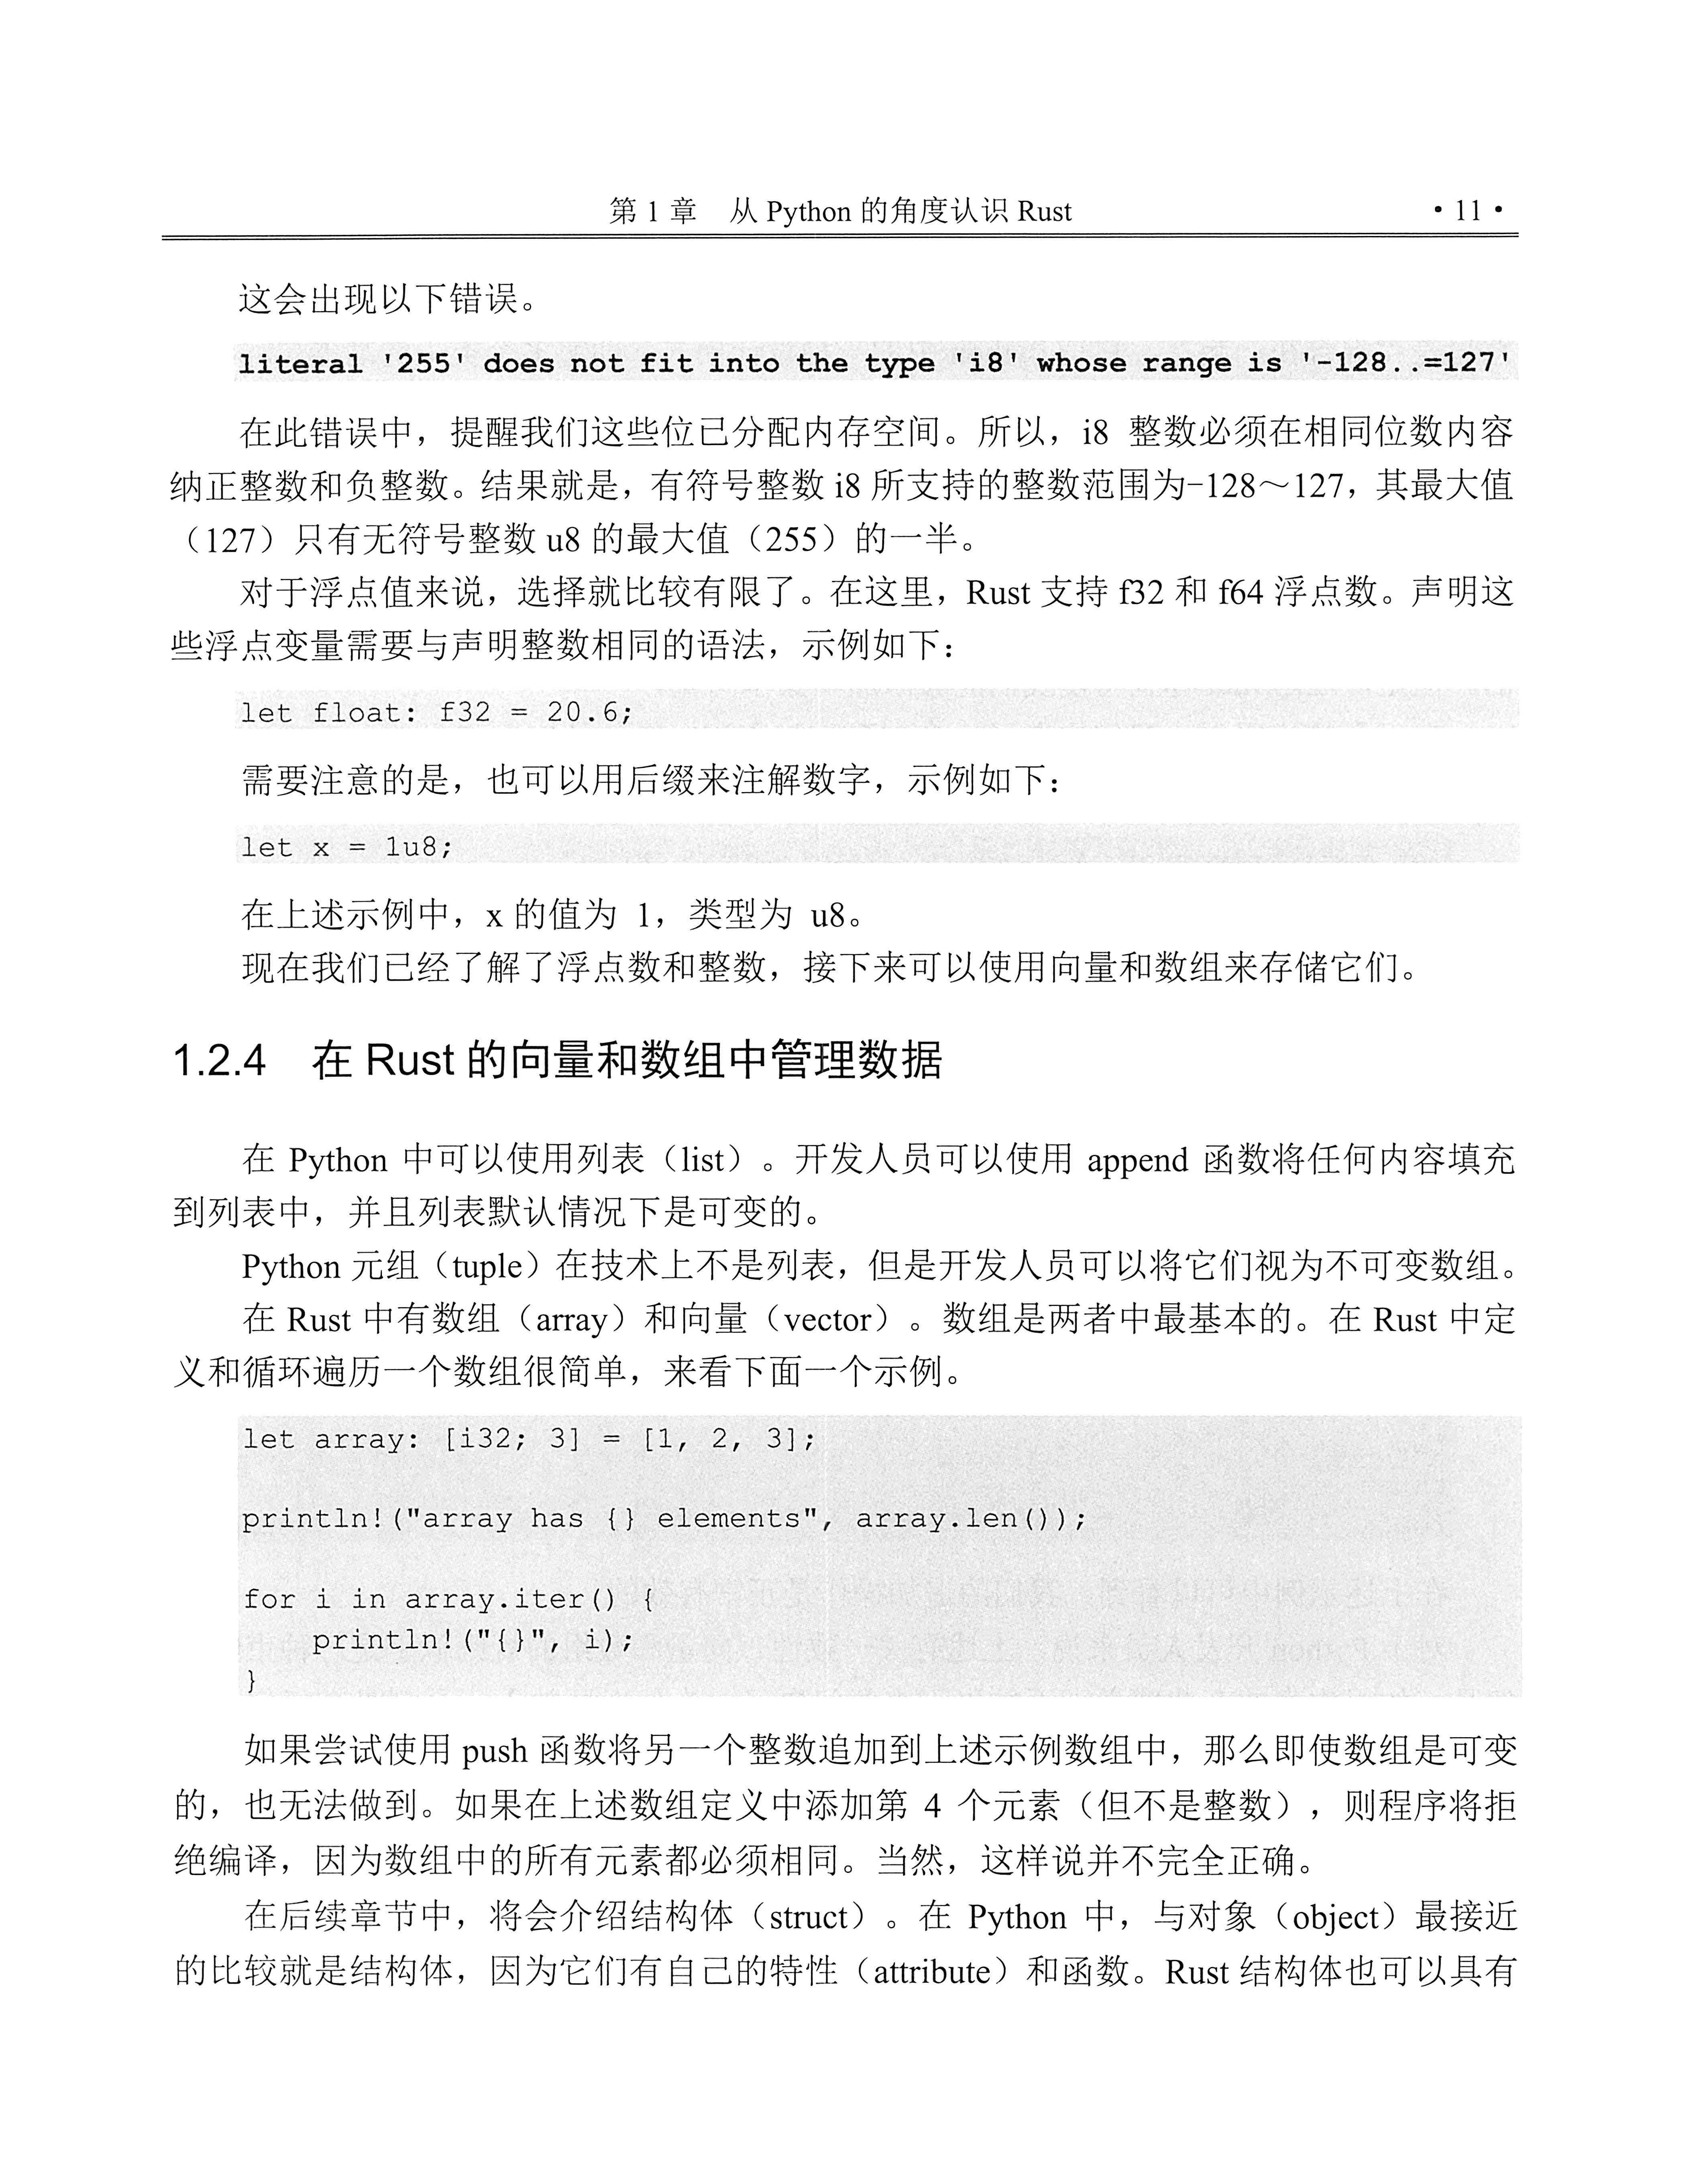 第 1 章 从 Python 的角度认识 Rust
• 11 •
这会出现以下错误。
literal '255' does not fit into the type 'i8' whose range is '-128..=127'
在此错误中，提醒我们这些位已分配内存空间。所以，i8 整数必须在相同位数内容
纳正整数和负整数。结果就是，有符号整数 i8 所支持的整数范围为-128～127，其最大值
（127）只有无符号整数 u8 的最大值（255）的一半。
对于浮点值来说，选择就比较有限了。在这里，Rust 支持 f32 和 f64 浮点数。声明这
些浮点变量需要与声明整数相同的语法，示例如下：
let float: f32 = 20.6;
需要注意的是，也可以用后缀来注解数字，示例如下：
let x = 1u8;
在上述示例中，x 的值为 1，类型为 u8。
现在我们已经了解了浮点数和整数，接下来可以使用向量和数组来存储它们。
1.2.4 在 Rust 的向量和数组中管理数据
在 Python 中可以使用列表（list）。开发人员可以使用 append 函数将任何内容填充
到列表中，并且列表默认情况下是可变的。
Python 元组（tuple）在技术上不是列表，但是开发人员可以将它们视为不可变数组。
在 Rust 中有数组（array）和向量（vector）。数组是两者中最基本的。在 Rust 中定
义和循环遍历一个数组很简单，来看下面一个示例。
let array: [i32; 3] = [1, 2, 3];
println!("array has {} elements", array.len());
for i in array.iter() {
    println!("{}", i);
}
如果尝试使用 push 函数将另一个整数追加到上述示例数组中，那么即使数组是可变
的，也无法做到。如果在上述数组定义中添加第 4 个元素（但不是整数），则程序将拒
绝编译，因为数组中的所有元素都必须相同。当然，这样说并不完全正确。
在后续章节中，将会介绍结构体（struct）。在 Python 中，与对象（object）最接近
的比较就是结构体，因为它们有自己的特性（attribute）和函数。Rust 结构体也可以具有